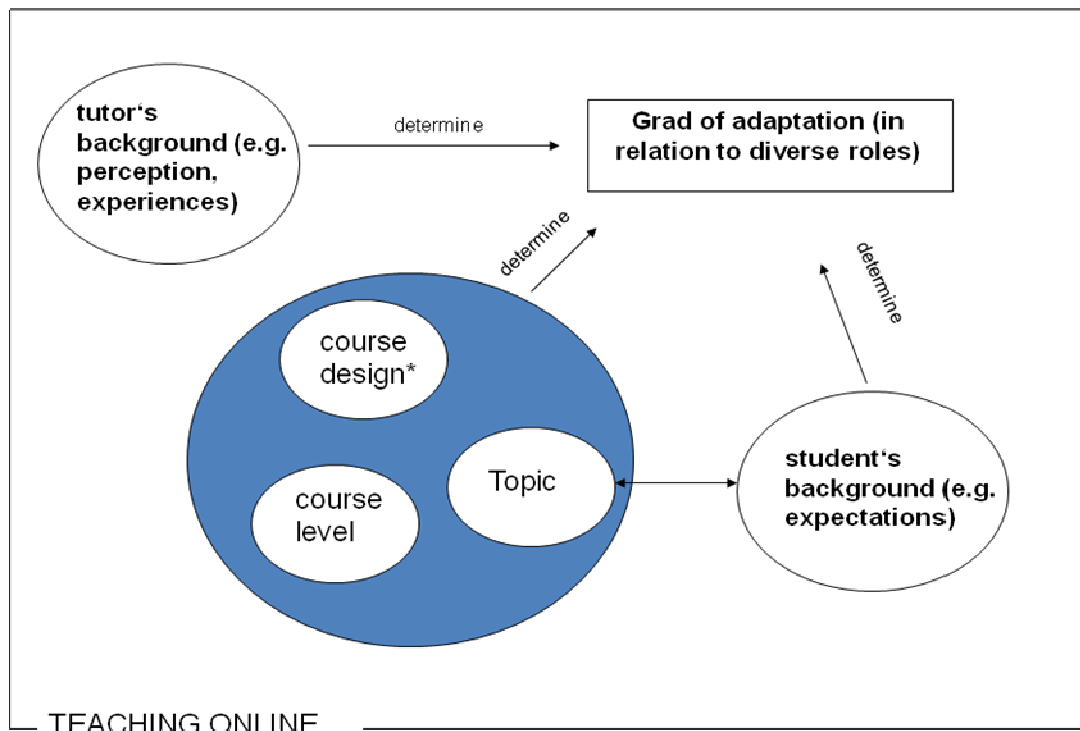 tutor‘s
background (e.g.
perception,
experiences)
determine
Grad of adaptation (in
relation to diverse roles)
determine
determine
course
design*
course
level
Topic
student‘s
background (e.g.
expectations)
TEACHING ONLINE